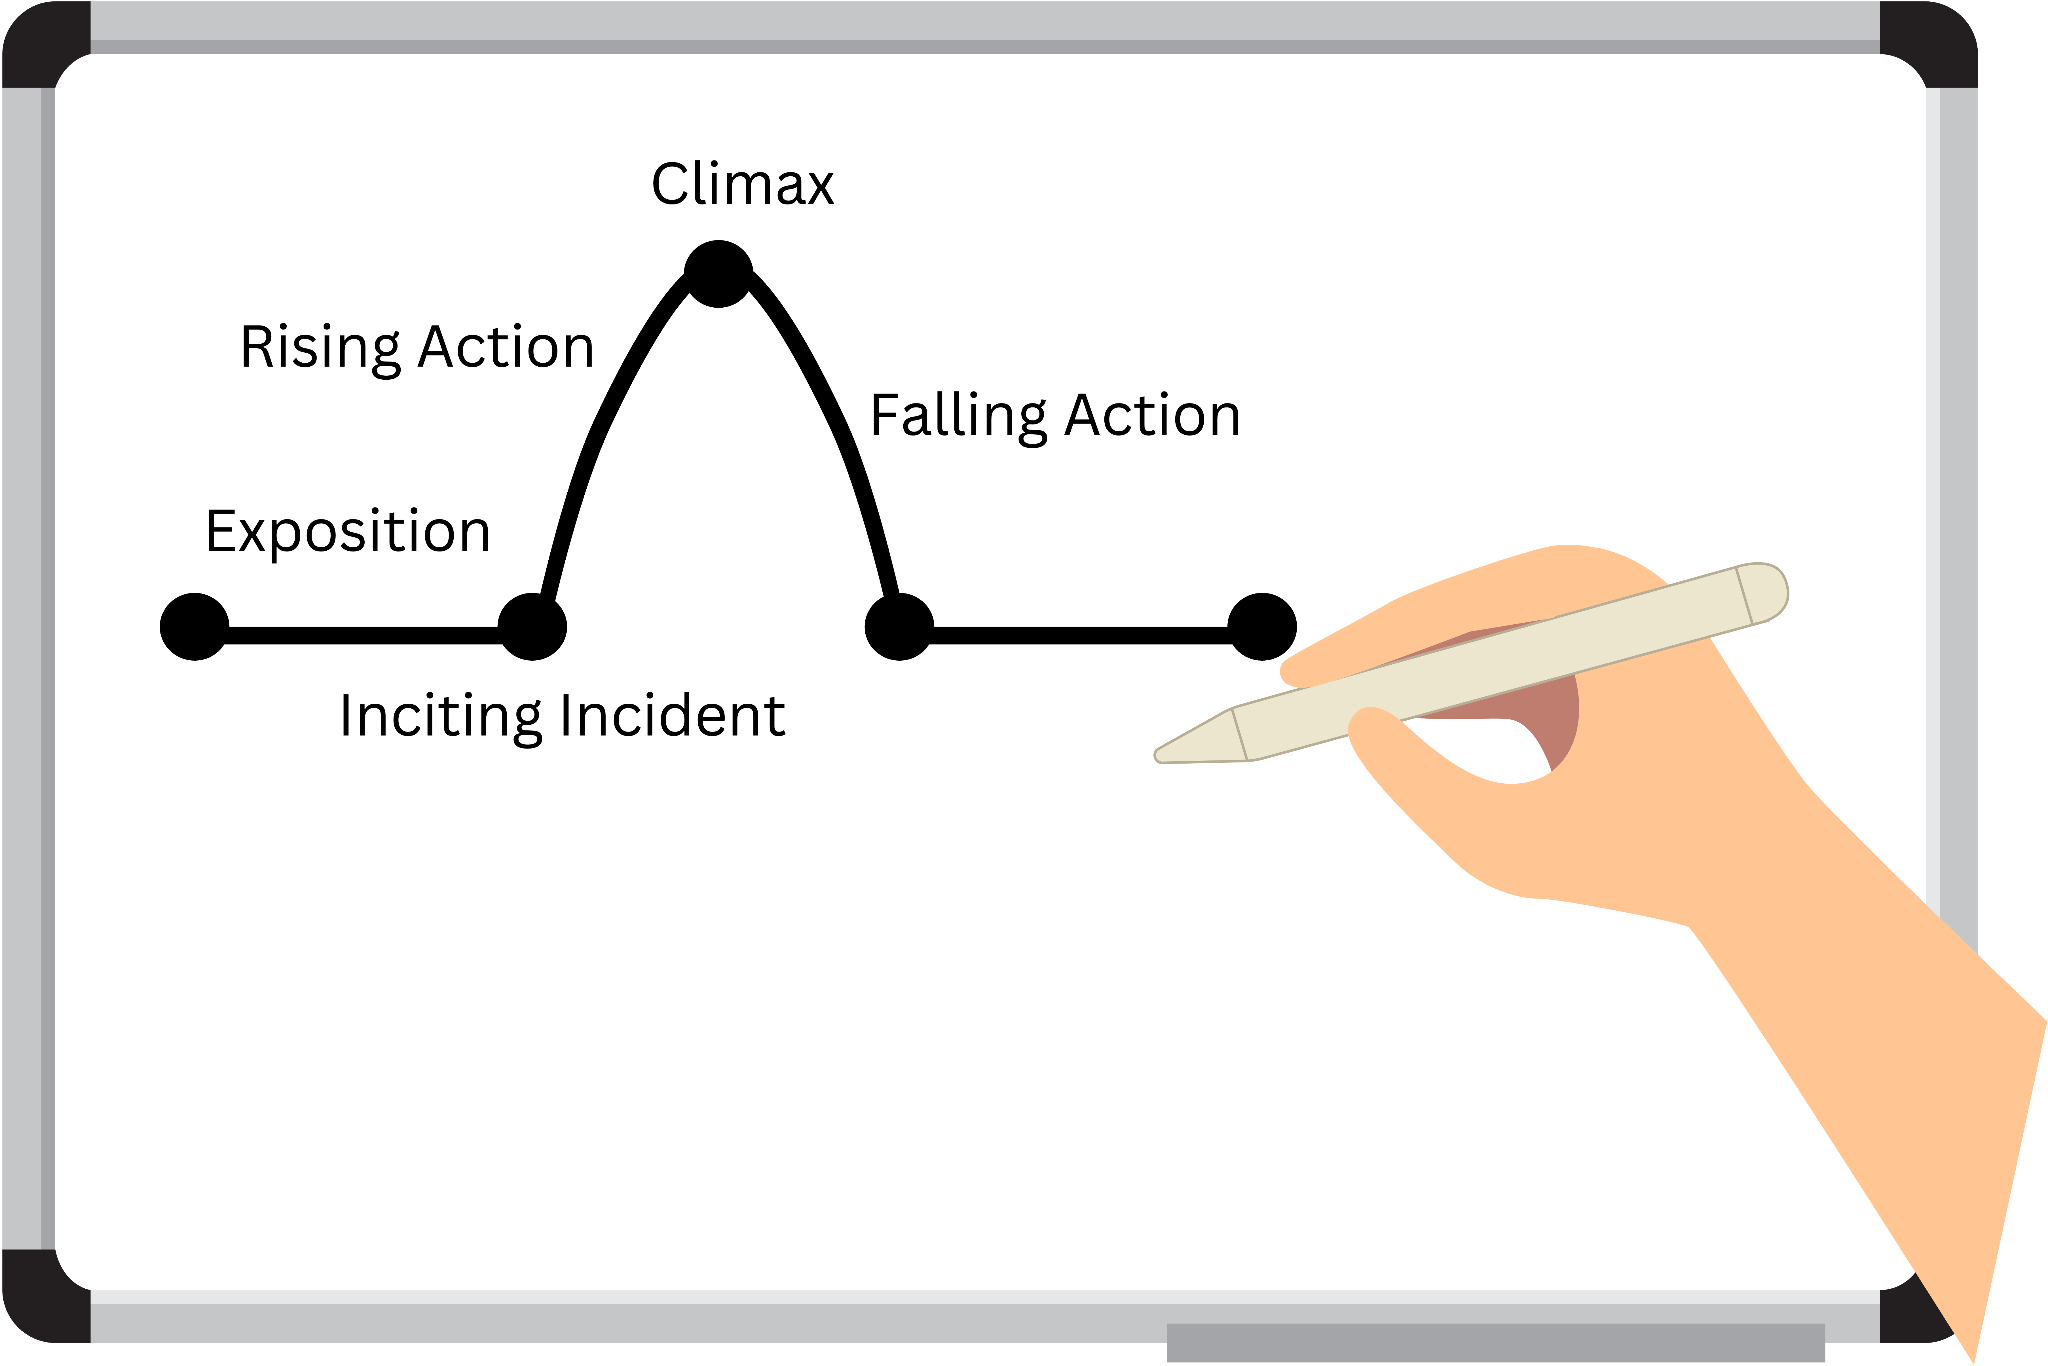 Climax
Rising Action
Falling Action
Exposition
Inciting Incident